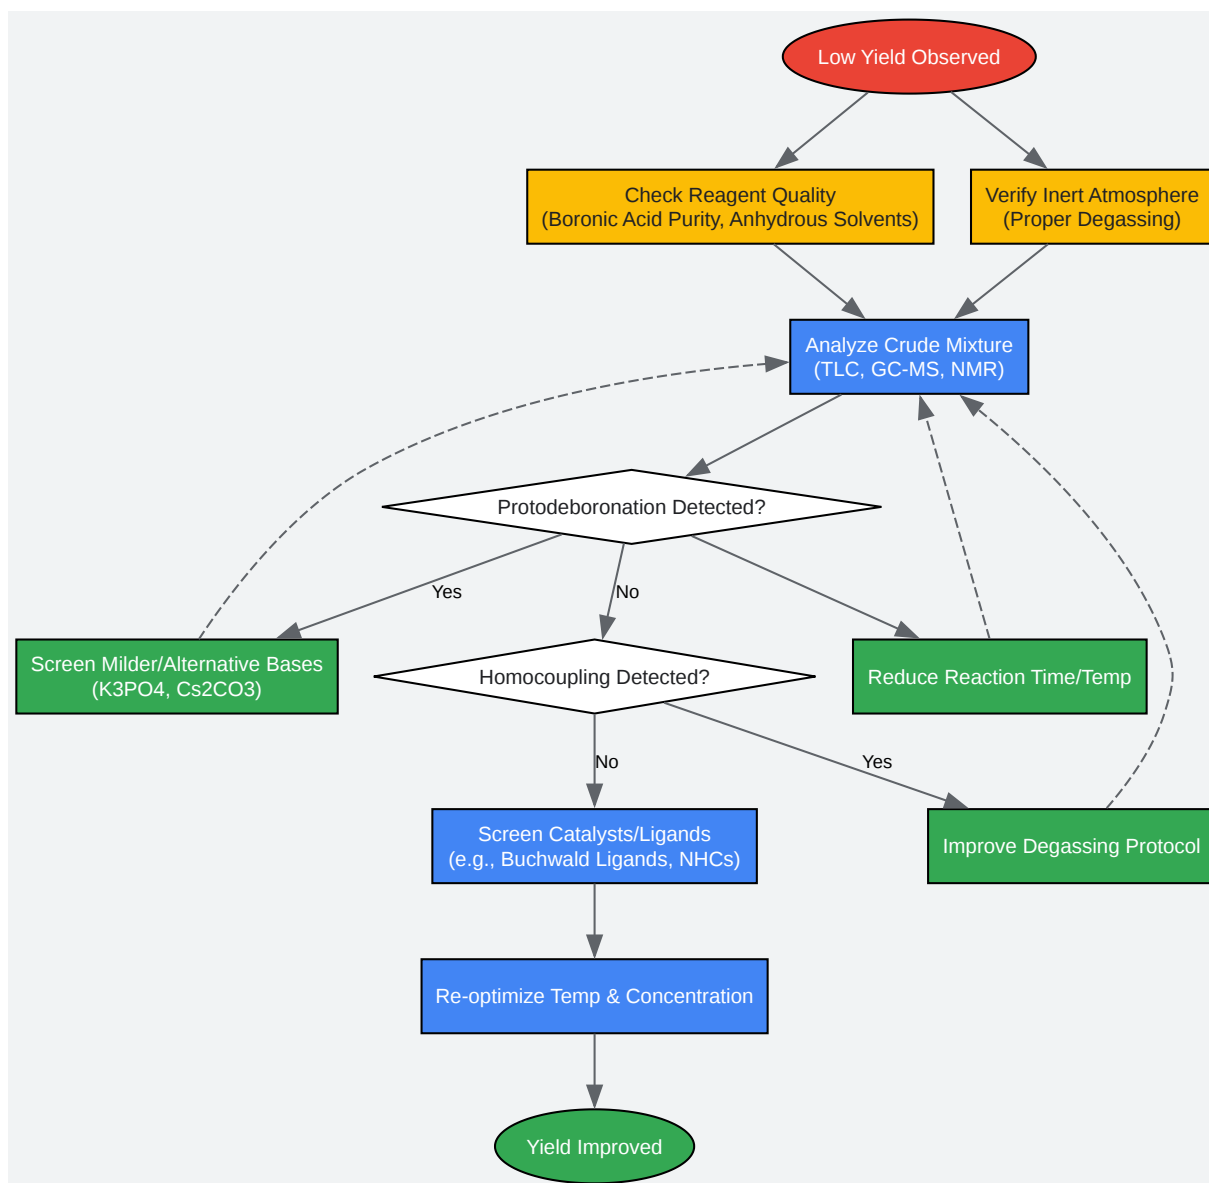 Low Yield Observed
Check Reagent Quality
(Boronic Acid Purity, Anhydrous Solvents)
Verify Inert Atmosphere
(Proper Degassing)
Analyze Crude Mixture
(TLC, GC-MS, NMR)
Protodeboronation Detected?
Yes
No
Screen Milder/Alternative Bases
(K3PO4, Cs2CO3)
Homocoupling Detected?
Reduce Reaction Time/Temp
No
Yes
Screen Catalysts/Ligands
(e.g., Buchwald Ligands, NHCs)
Improve Degassing Protocol
Re-optimize Temp & Concentration
Yield Improved